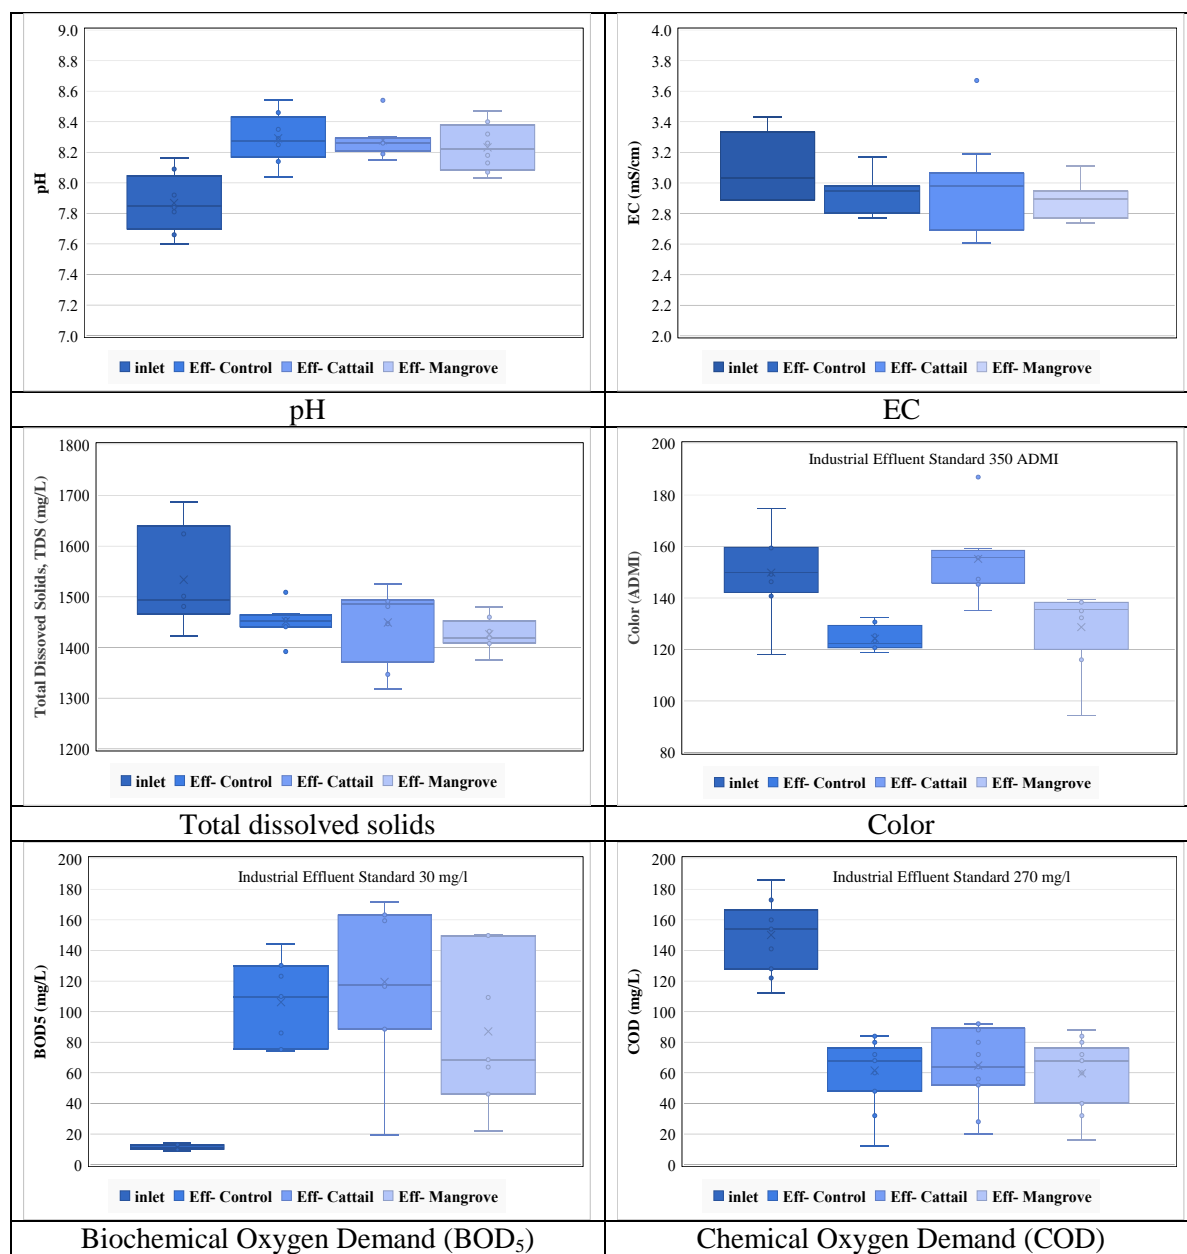 9.0
8.8
8.6
8.4
8.2
8.0
7.8
7.6
7.4
7.2
7.0
pH
inlet Eff- Control Eff- Cattail Eff- Mangrove
pH
4.0
3.8
3.6
3.4
3.2
3.0
2.8
2.6
2.4
2.2
2.0
EC (mS/cm)
inlet Eff- Control Eff- Cattail Eff- Mangrove
EC
1800
1700
1600
1500
1400
1300
1200
Total Dissoved Solids, TDS (mg/L)
inlet Eff- Control Eff- Cattail Eff- Mangrove
Total dissolved solids
Industrial Effluent Standard 350 ADMI
200
180
160
140
120
100
80
Color (ADMI)
inlet Eff- Control Eff- Cattail Eff- Mangrove
Color
Industrial Effluent Standard 30 mg/l
200
180
160
140
120
100
80
60
40
20
0
BOD5 (mg/L)
inlet Eff- Control Eff- Cattail Eff- Mangrove
Biochemical Oxygen Demand (BOD₅)
Industrial Effluent Standard 270 mg/l
200
180
160
140
120
100
80
60
40
20
0
COD (mg/L)
inlet Eff- Control Eff- Cattail Eff- Mangrove
Chemical Oxygen Demand (COD)